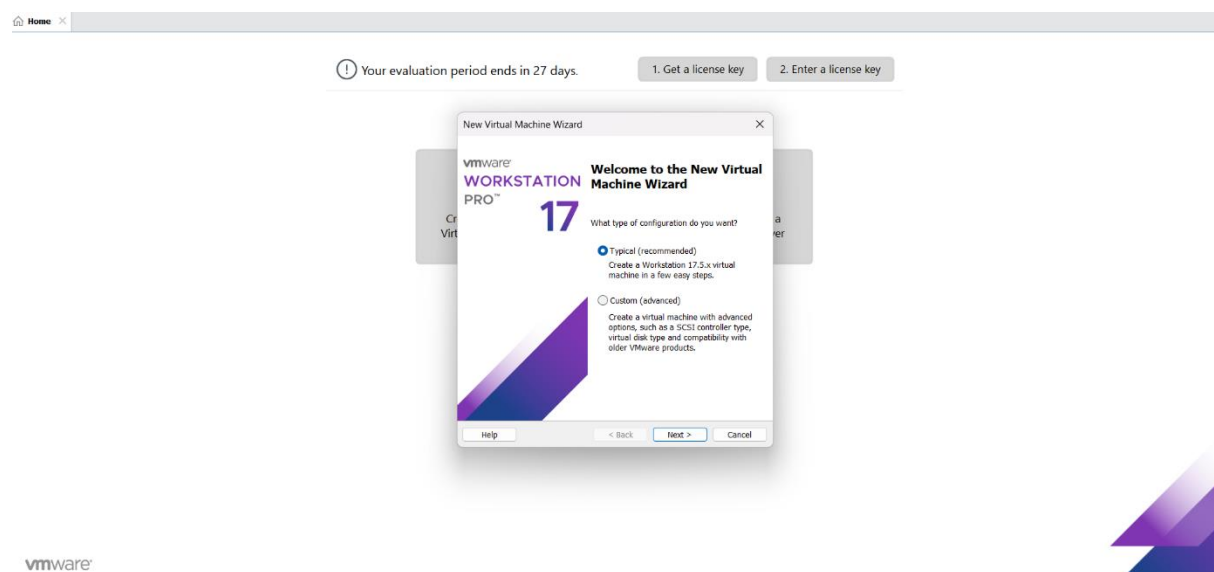 Home
Your evaluation period ends in 27 days.
1. Get a license key
2. Enter a license key
New Virtual Machine Wizard
vmware
WORKSTATION
PRO™
17
Welcome to the New Virtual
Machine Wizard
What type of configuration do you want?
Typical (recommended)
Create a Workstation 17.5.x virtual
machine in a few easy steps.
Custom (advanced)
Create a virtual machine with advanced
options, such as a SCSI controller type,
virtual disk type and compatibility with
older VMware products.
Cr
Virt
a
ver
Help
< Back
Next >
Cancel
vmware